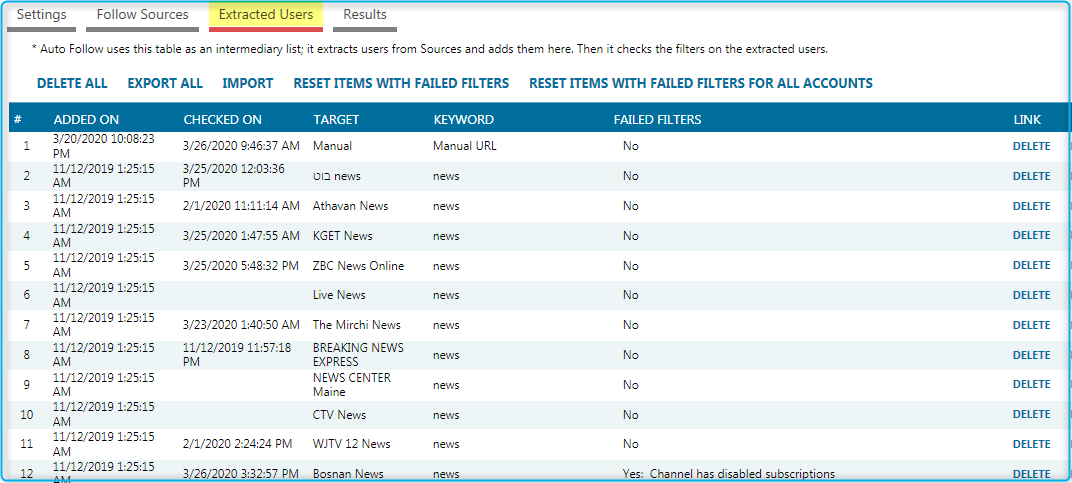 Settings Follow Sources Extracted Users Results
* Auto Follow uses this table as an intermediary list; it extracts users from Sources and adds them here. Then it checks the filters on the extracted users.
DELETE ALL EXPORT ALL IMPORT RESET ITEMS WITH FAILED FILTERS RESET ITEMS WITH FAILED FILTERS FOR ALL ACCOUNTS
# ADDED ON CHECKED ON TARGET KEYWORD FAILED FILTERS LINK
1 3/20/2020 10:08:23 PM 3/26/2020 9:46:37 AM Manual Manual URL No DELETE
2 11/12/2019 1:25:15 AM 3/25/2020 12:03:36 PM בוט news news No DELETE
3 11/12/2019 1:25:15 AM 2/1/2020 11:11:14 AM Athavan News news No DELETE
4 11/12/2019 1:25:15 AM 3/25/2020 1:47:55 AM KGET News news No DELETE
5 11/12/2019 1:25:15 AM 3/25/2020 5:48:32 PM ZBC News Online news No DELETE
6 11/12/2019 1:25:15 AM Live News news No DELETE
7 11/12/2019 1:25:15 AM 3/23/2020 1:40:50 AM The Mirchi News news No DELETE
8 11/12/2019 1:25:15 AM 11/12/2019 11:57:18 PM BREAKING NEWS EXPRESS news No DELETE
9 11/12/2019 1:25:15 AM NEWS CENTER Maine news No DELETE
10 11/12/2019 1:25:15 AM CTV News news No DELETE
11 11/12/2019 1:25:15 AM 2/1/2020 2:24:24 PM WJTV 12 News news No DELETE
12 11/12/2019 1:25:15 AM 3/26/2020 3:32:57 PM Bosnan News news Yes: Channel has disabled subscriptions DELETE